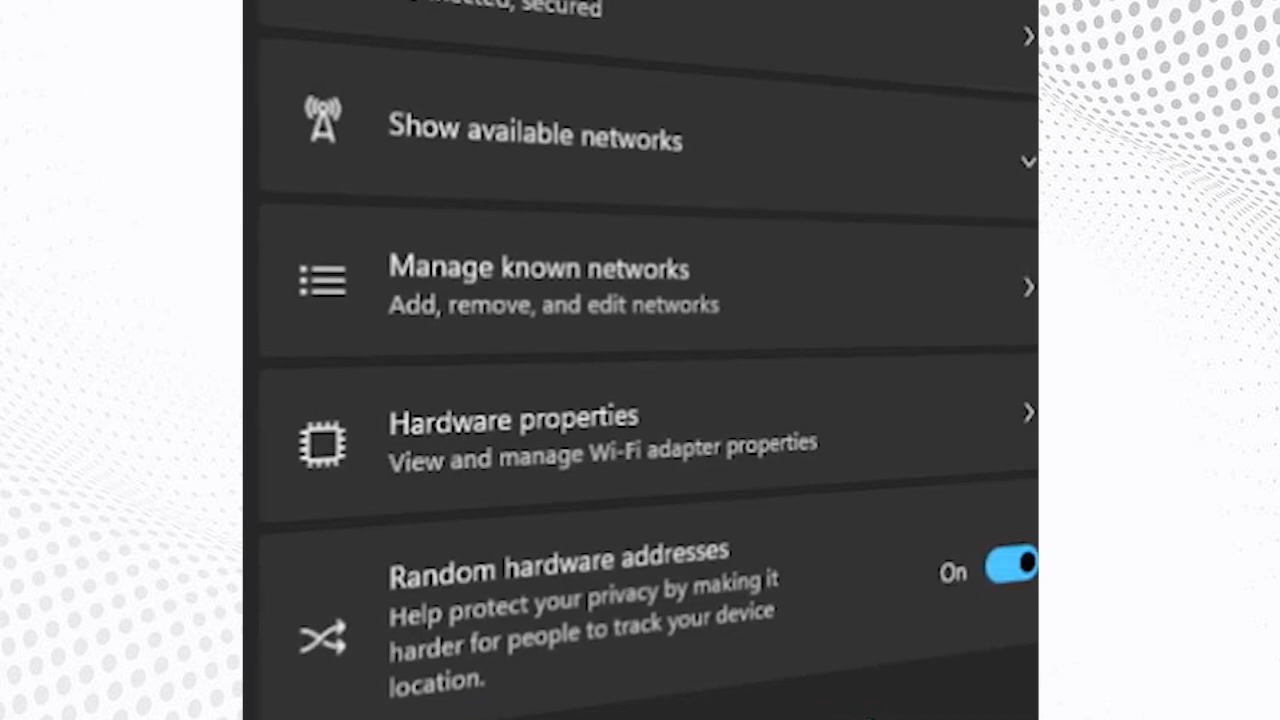 secured
Show available networks
Manage known networks
Add, remove, and edit networks
Hardware properties
View and manage Wi-Fi adapter properties
Random hardware addresses
On
Help protect your privacy by making it
harder for people to track your device
location.